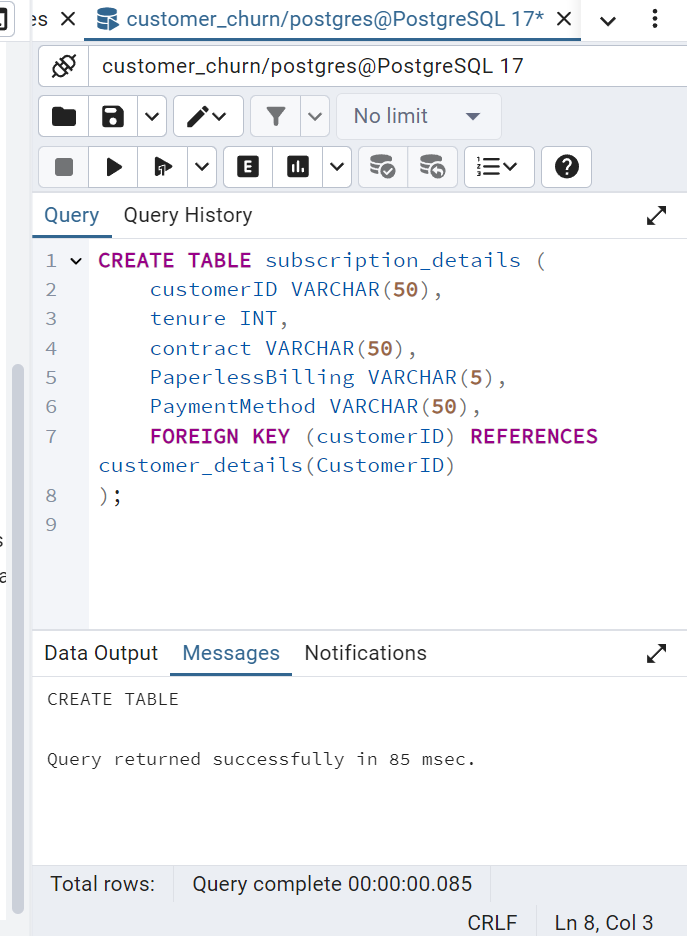 es
customer_churn/postgres@PostgreSQL 17*
customer_churn/postgres@PostgreSQL 17
No limit
E
Query
Query History
1 CREATE TABLE subscription_details (
2 customerID VARCHAR(50),
3 tenure INT,
4 contract VARCHAR(50),
5 PaperlessBilling VARCHAR(5),
6 PaymentMethod VARCHAR(50),
7 FOREIGN KEY (customerID) REFERENCES
customer_details(CustomerID)
8 );
9
Data Output
Messages
Notifications
CREATE TABLE
Query returned successfully in 85 msec.
Total rows:
Query complete 00:00:00.085
CRLF
Ln 8, Col 3